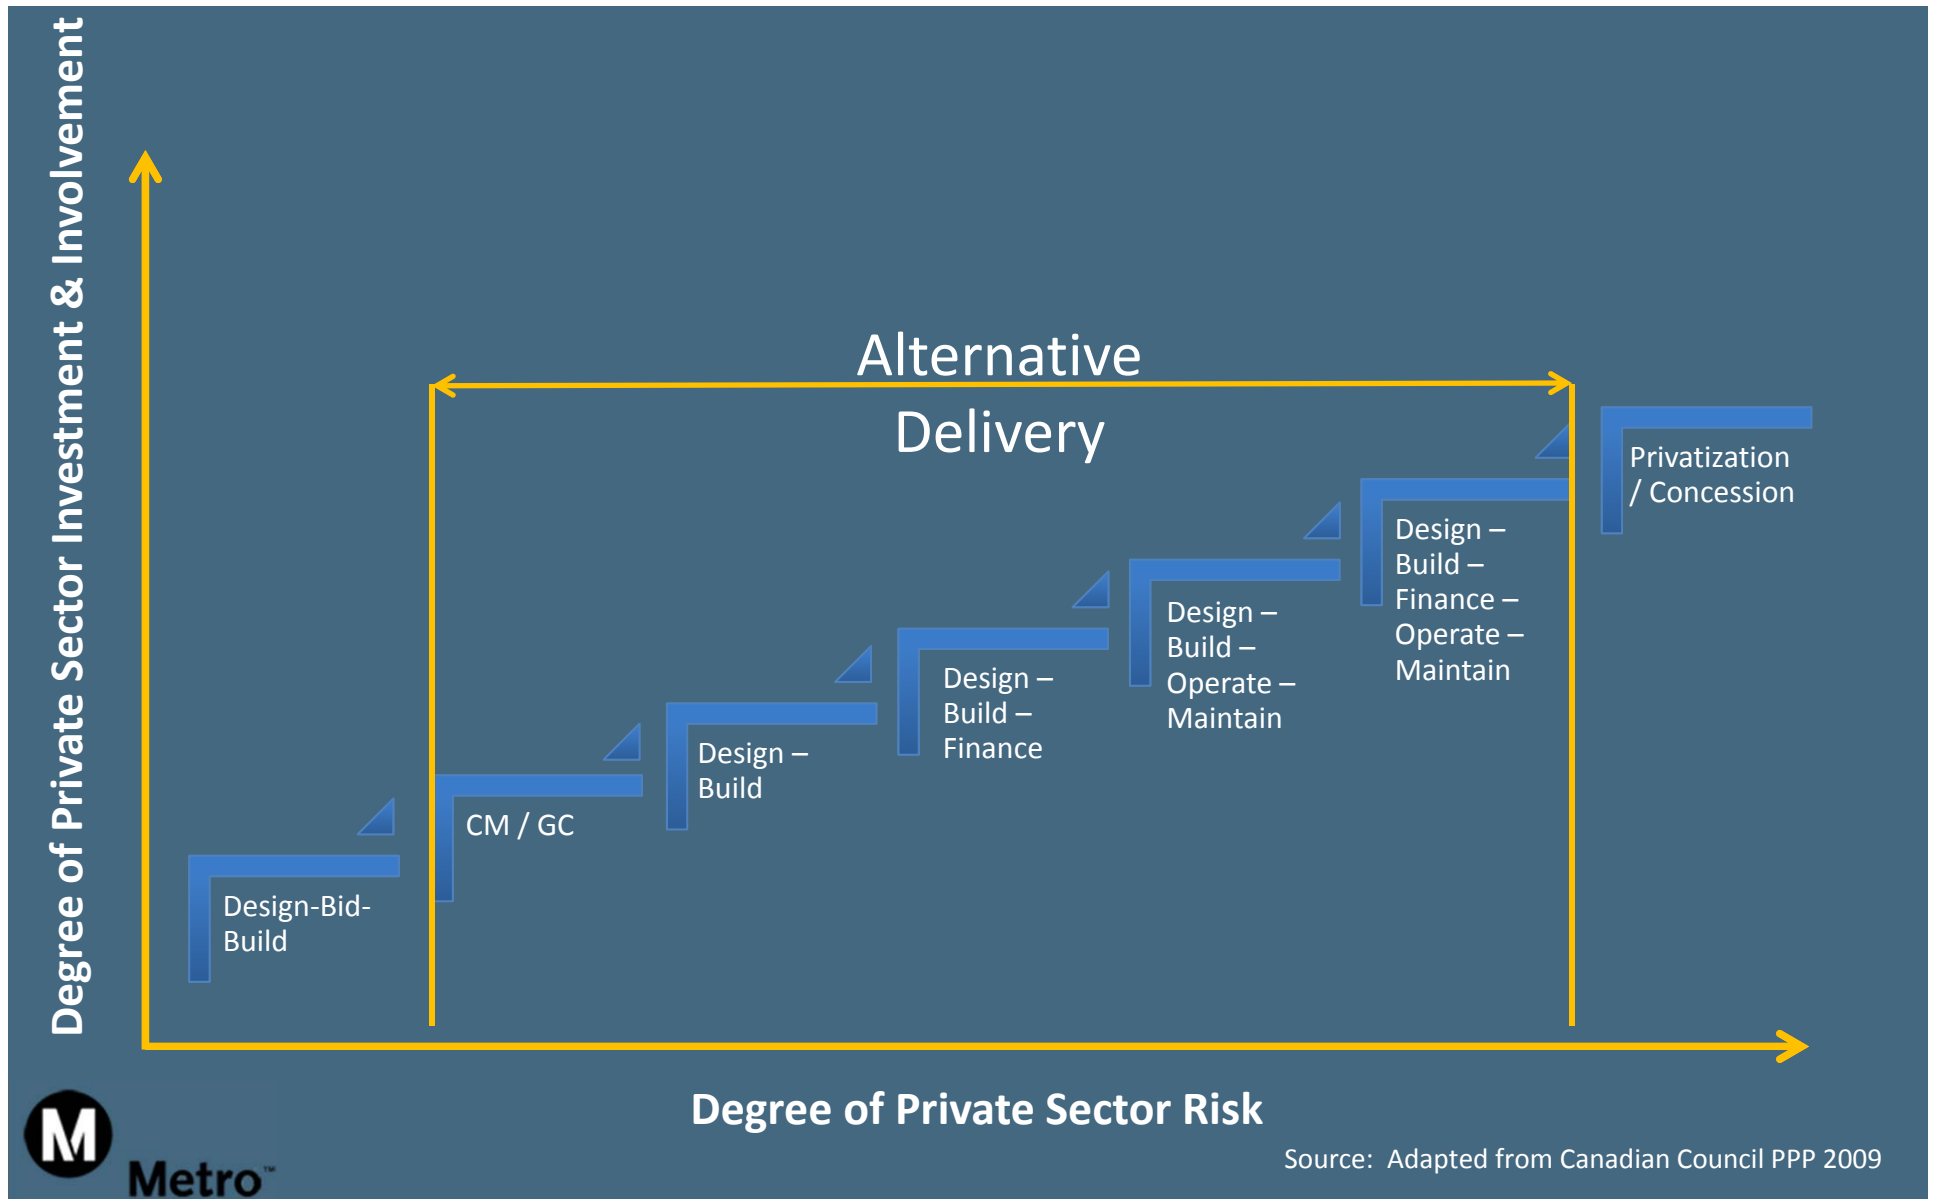 Degree of Private Sector Investment & Involvement
Alternative
Delivery
Privatization
/ Concession
Design –
Build –
Finance –
Operate –
Maintain
Design –
Build –
Operate –
Maintain
Design –
Build –
Finance
Design –
Build
CM / GC
Design-Bid-
Build
Degree of Private Sector Risk
M
Metro™
Source:  Adapted from Canadian Council PPP 2009